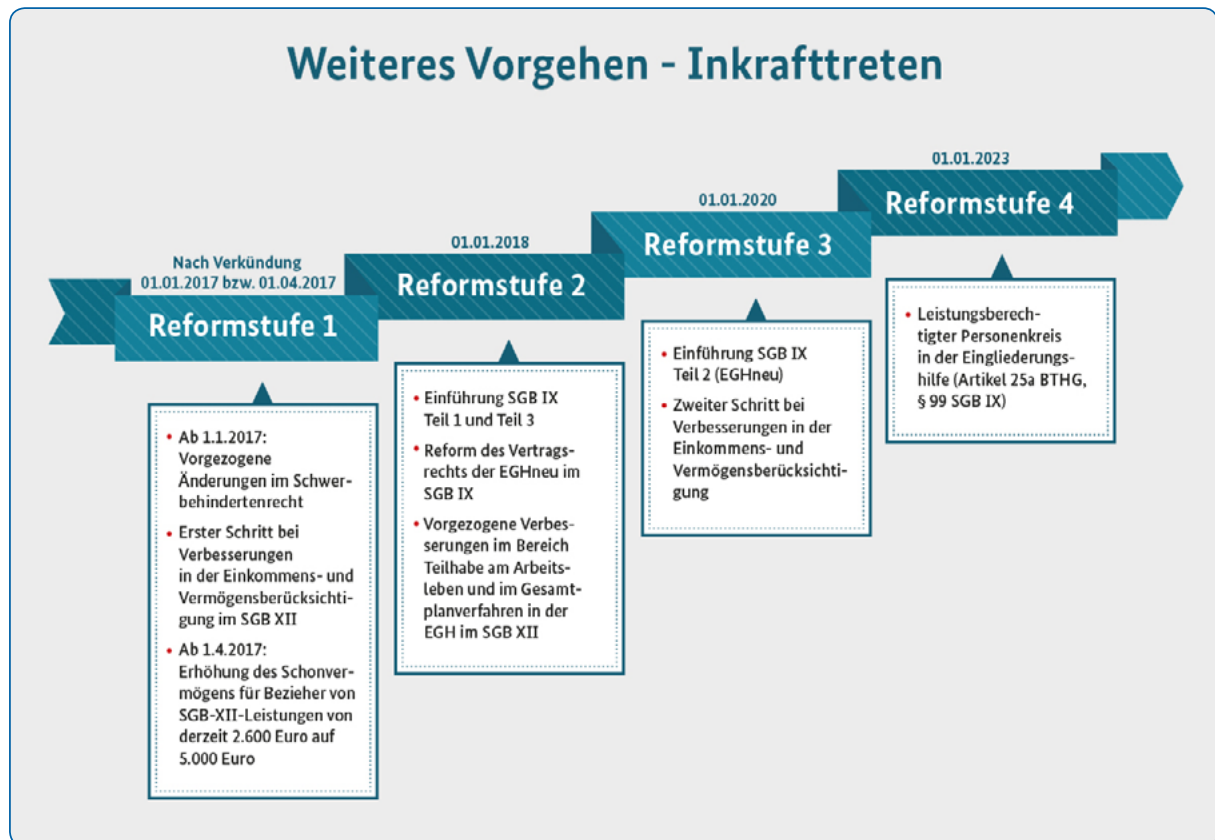 Weiteres Vorgehen - Inkrafttreten
Nach Verkündung
01.01.2017 bzw. 01.04.2017
Reformstufe 1
• Ab 1.1.2017:
Vorgezogene
Änderungen im Schwer-
behindertenrecht
• Erster Schritt bei
Verbesserungen
in der Einkommens- und
Vermögensberücksichti-
gung im SGB XII
• Ab 1.4.2017:
Erhöhung des Schonver-
mögens für Bezieher von
SGB-XII-Leistungen von
derzeit 2.600 Euro auf
5.000 Euro
01.01.2018
Reformstufe 2
• Einführung SGB IX
Teil 1 und Teil 3
• Reform des Vertrags-
rechts der EGHneu im
SGB IX
• Vorgezogene Verbes-
serungen im Bereich
Teilhabe am Arbeits-
leben und im Gesamt-
planverfahren in der
EGH im SGB XII
01.01.2020
Reformstufe 3
• Einführung SGB IX
Teil 2 (EGHneu)
• Zweiter Schritt bei
Verbesserungen in der
Einkommens- und
Vermögensberücksichti-
gung
01.01.2023
Reformstufe 4
• Leistungsberech-
tigter Personenkreis
in der Eingliederungs-
hilfe (Artikel 25a BTHG,
§ 99 SGB IX)